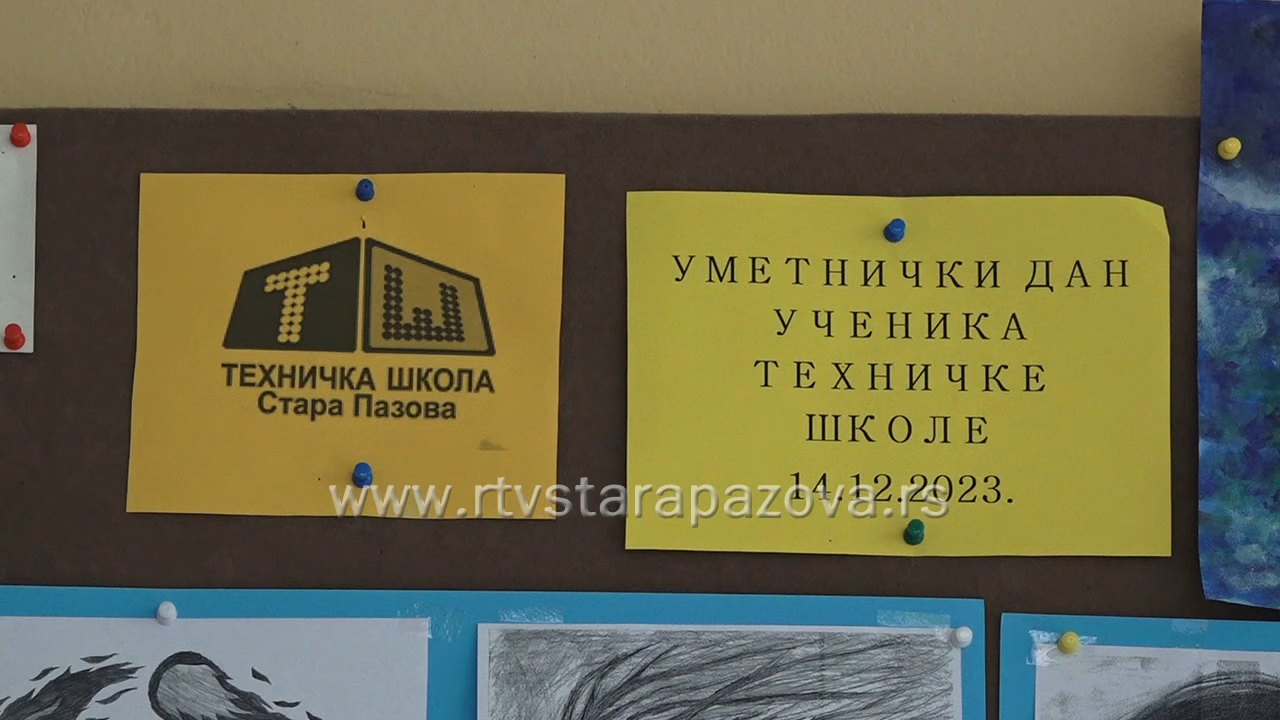 ТШ
ТЕХНИЧКА ШКОЛА
Стара Пазова
УМЕТНИЧКИ ДАН
УЧЕНИКА
ТЕХНИЧКЕ
ШКОЛЕ
14.12.2023.
www.rtvstarapazova.rs